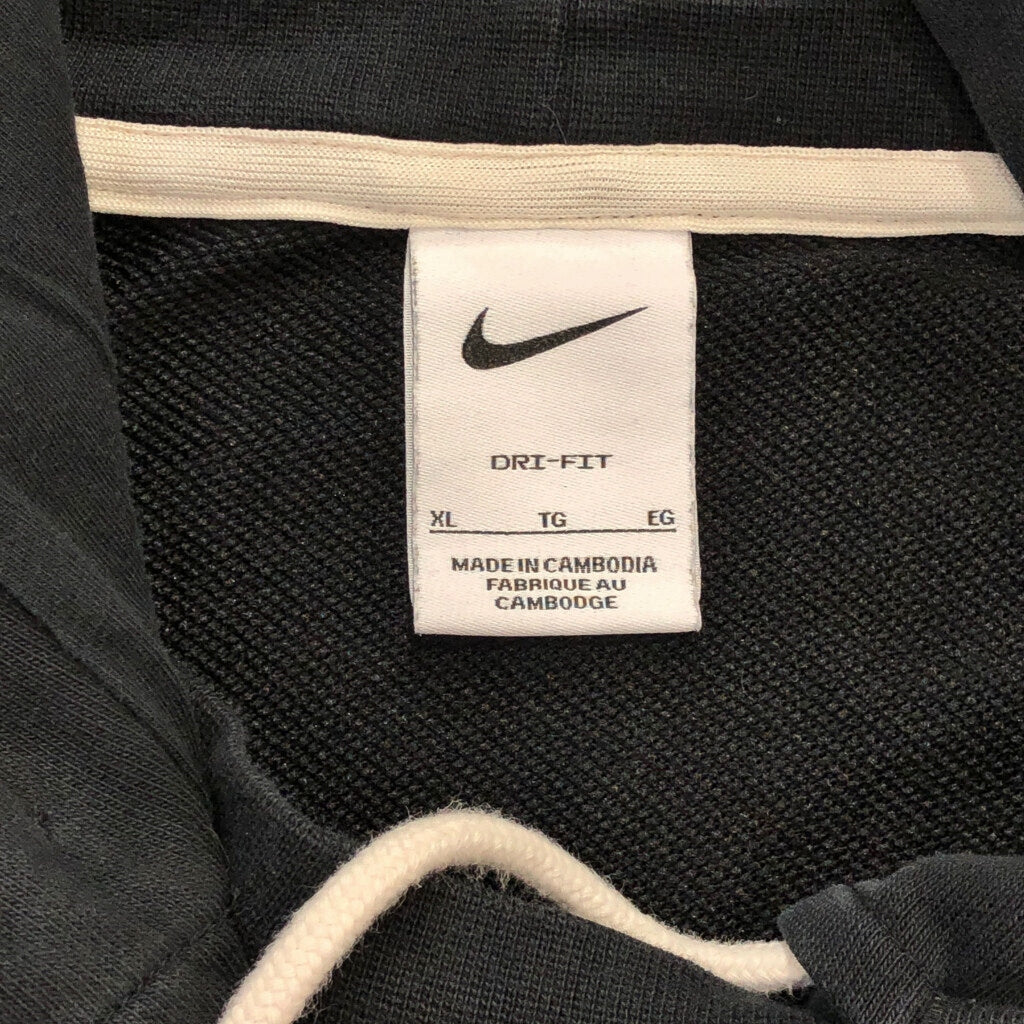 DRI-FIT
XL TG EG
MADE IN CAMBODIA
FABRIQUE AU
CAMBODGE